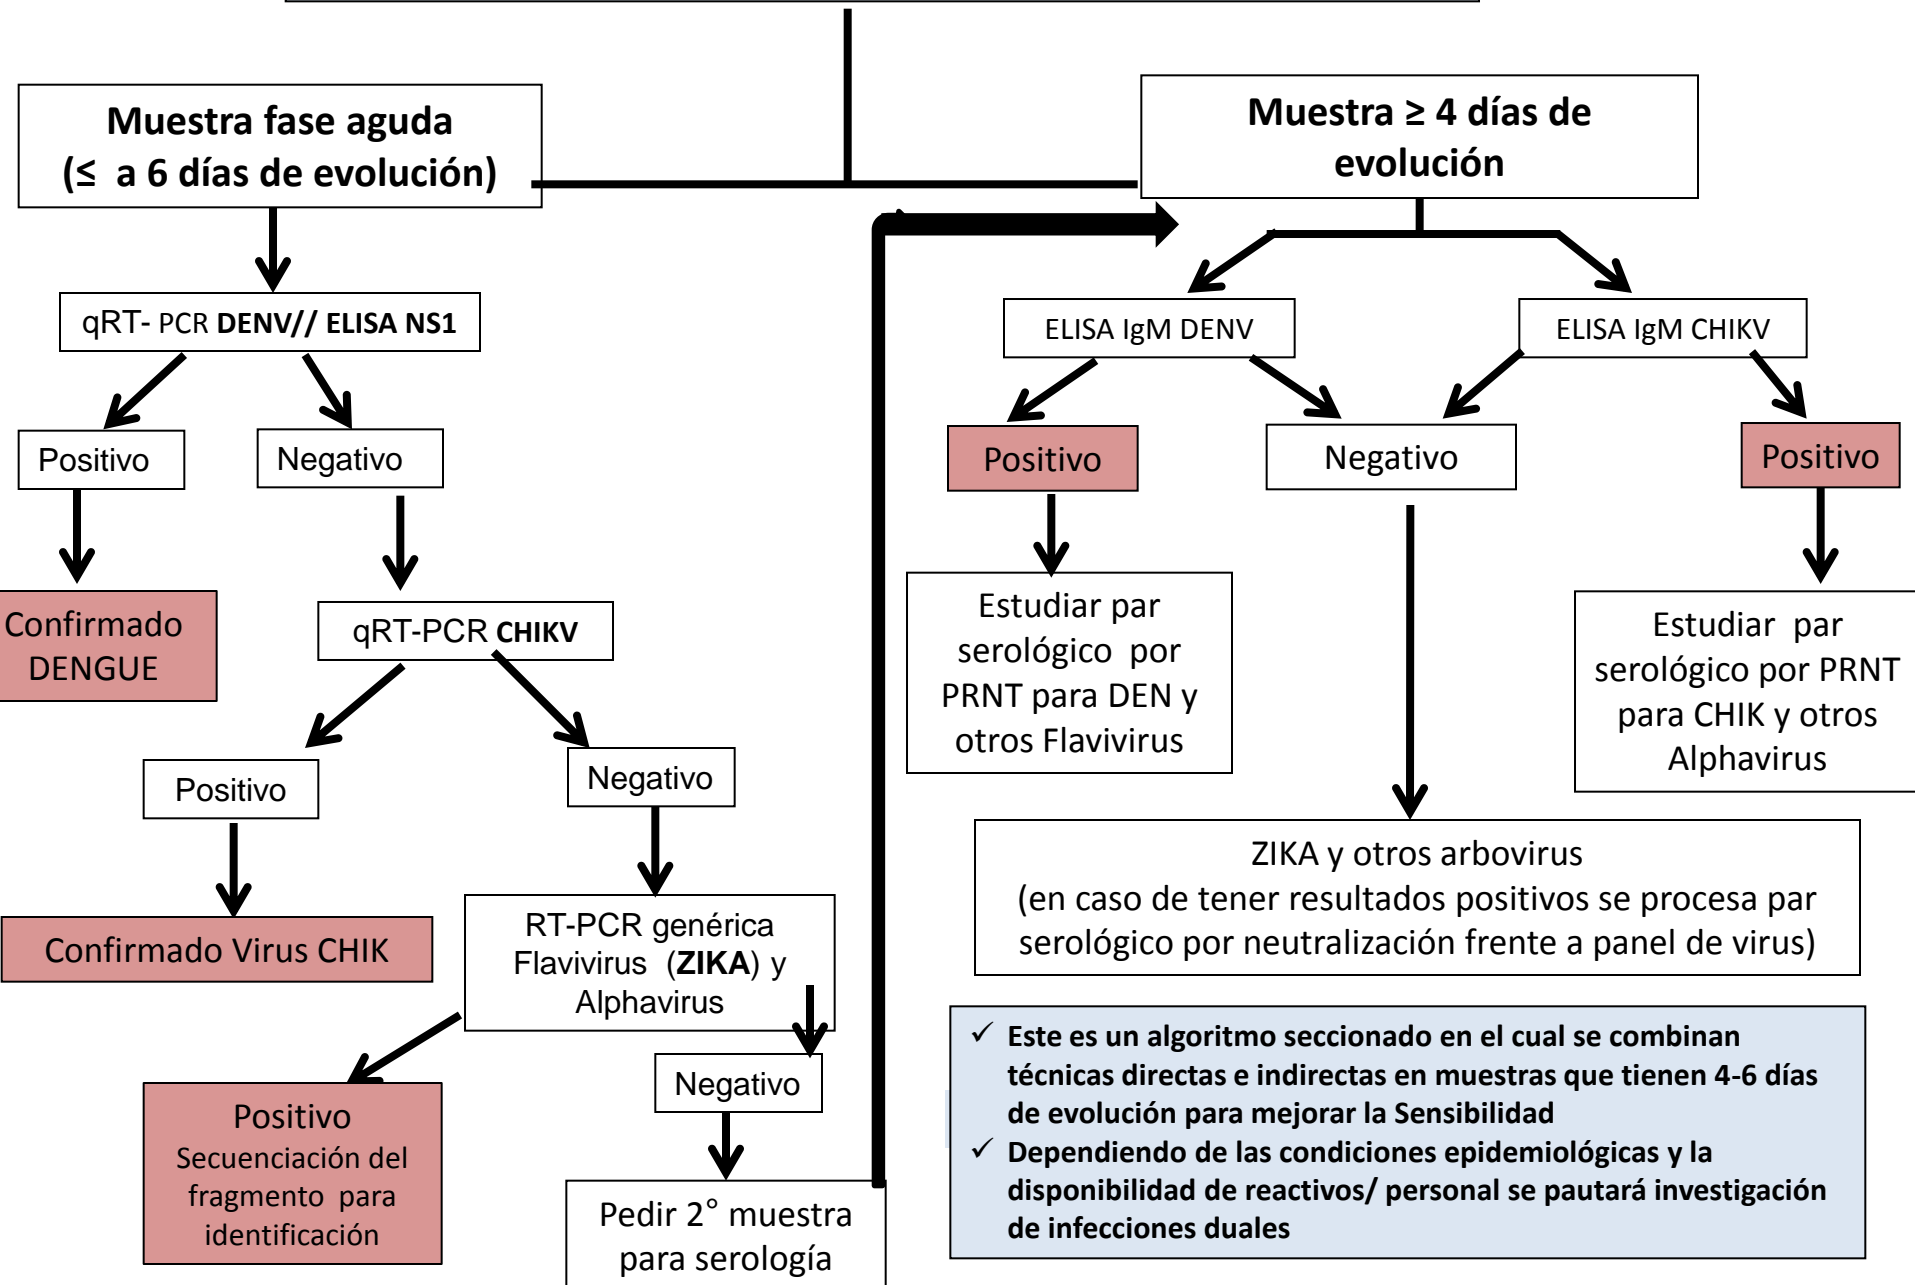 Muestra fase aguda
(≤ a 6 días de evolución)
qRT- PCR DENV// ELISA NS1
Positivo
Negativo
Confirmado
DENGUE
qRT-PCR CHIKV
Positivo
Negativo
Confirmado Virus CHIK
RT-PCR genérica
Flavivirus (ZIKA) y
Alphavirus
Positivo
Secuenciación del
fragmento para
identificación
Negativo
Pedir 2° muestra
para serología
Muestra ≥ 4 días de
evolución
ELISA IgM DENV
ELISA IgM CHIKV
Positivo
Negativo
Positivo
Estudiar par
serológico por
PRNT para DEN y
otros Flavivirus
Estudiar par
serológico por PRNT
para CHIK y otros
Alphavirus
ZIKA y otros arbovirus
(en caso de tener resultados positivos se procesa par
serológico por neutralización frente a panel de virus)
✓ Este es un algoritmo seccionado en el cual se combinan
técnicas directas e indirectas en muestras que tienen 4-6 días
de evolución para mejorar la Sensibilidad
✓ Dependiendo de las condiciones epidemiológicas y la
disponibilidad de reactivos/ personal se pautará investigación
de infecciones duales